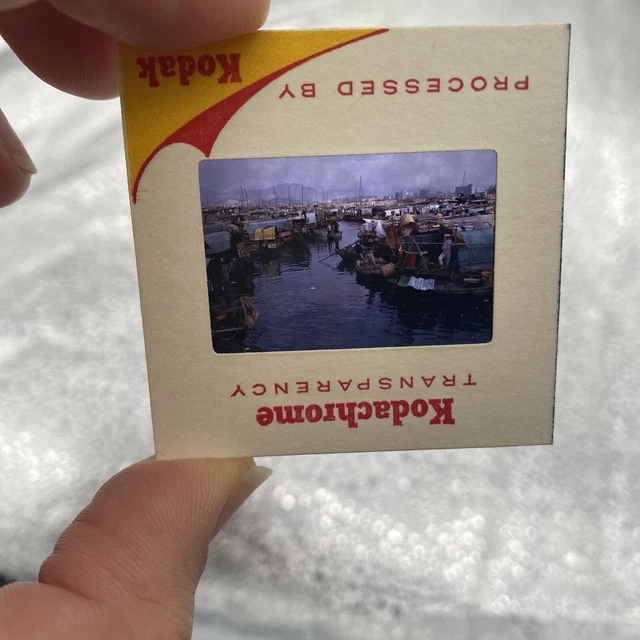 Kodachrome
TRANSPARENCY
PROCESSED BY
Kodak